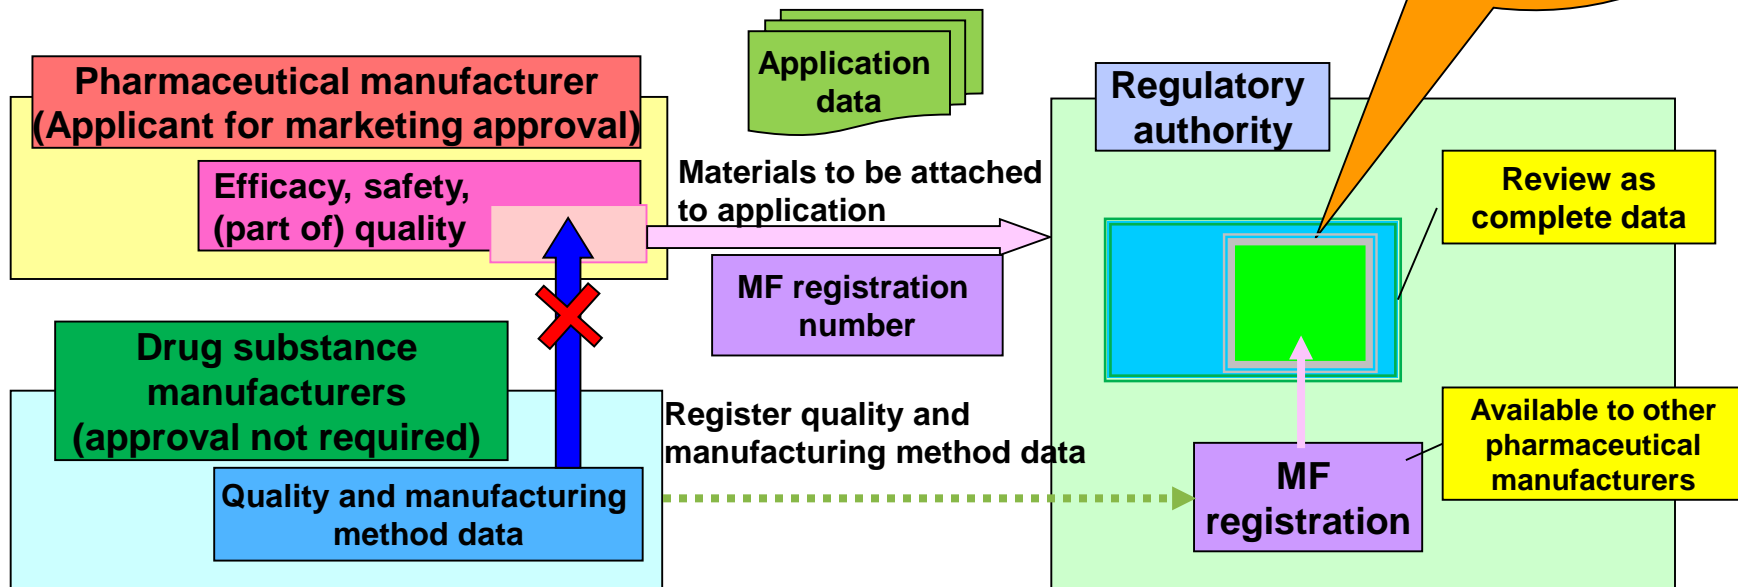 Pharmaceutical manufacturer
(Applicant for marketing approval)
Efficacy, safety,
(part of) quality
Drug substance
manufacturers
(approval not required)
Quality and manufacturing
method data
Application
data
Materials to be attached
to application
MF registration
number
Register quality and
manufacturing method data
Regulatory
authority
Review as
complete data
Available to other
pharmaceutical
manufacturers
MF
registration